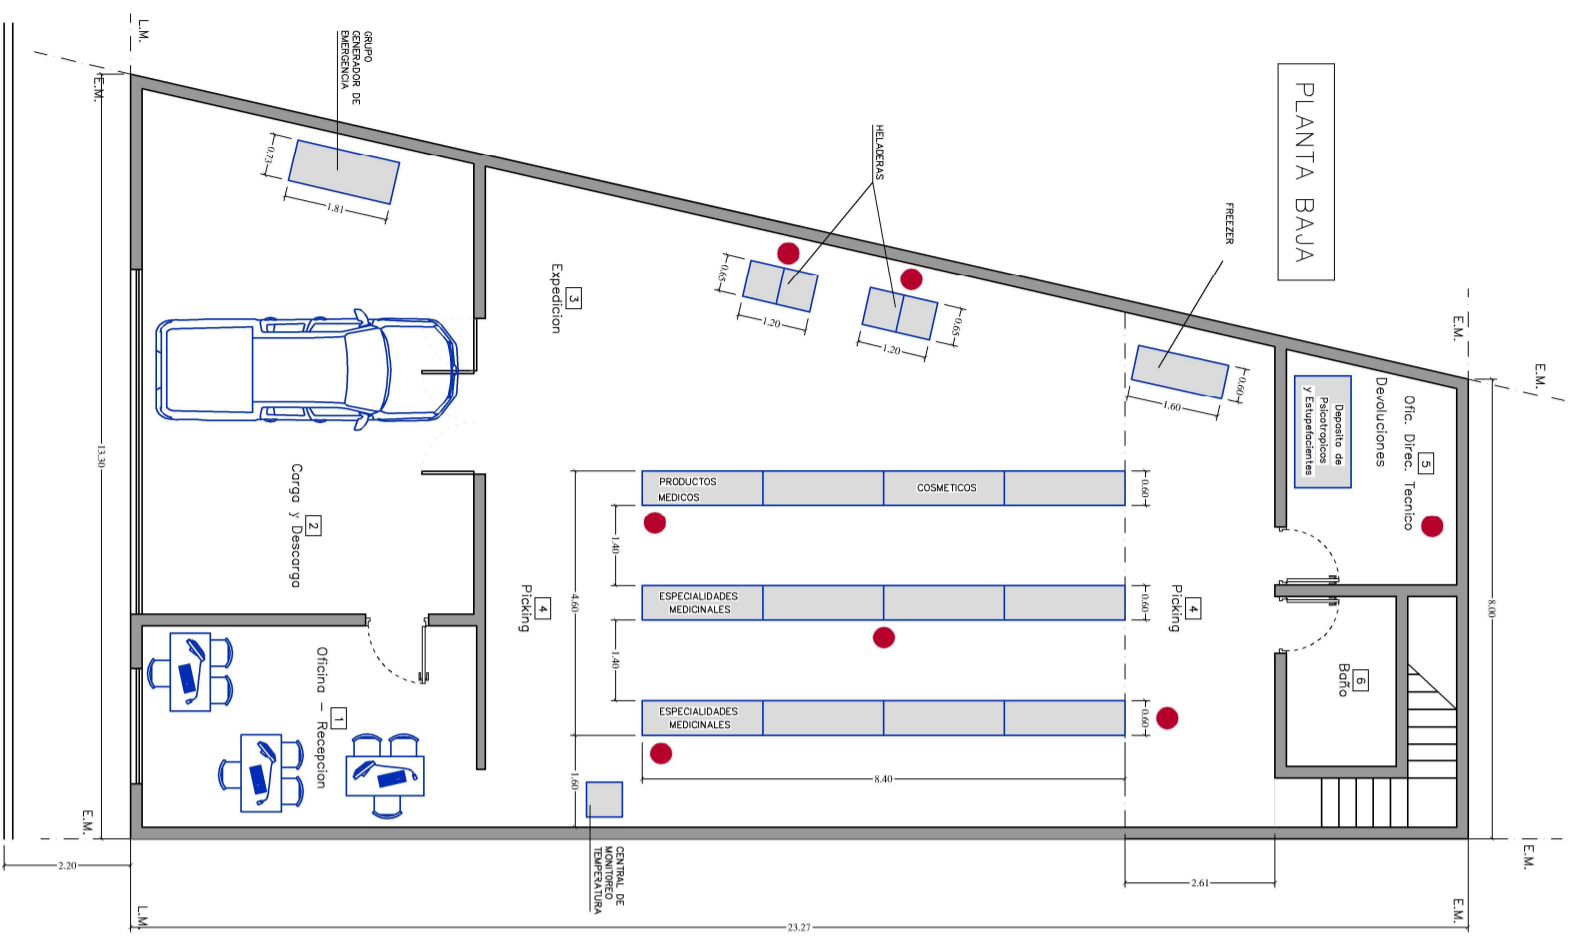 PLANTA BAJA
L.M.
E.M.
GRUPO
GENERADOR DE
EMERGENCIA
0.73
1.81
HELADERAS
FREEZER
E.M.
E.M.
3
Expedicion
0.65
1.20
0.65
1.20
0.60
1.60
5
Ofic. Direc. Tecnico
Devoluciones
Deposito de
Psicotropicos
y Estupefacientes
13.30
8.00
2
Carga y Descarga
PRODUCTOS
MEDICOS
COSMETICOS
0.60
1.40
4
Picking
4.60
ESPECIALIDADES
MEDICINALES
0.60
4
Picking
1.40
ESPECIALIDADES
MEDICINALES
0.60
6
Baño
1
Oficina - Recepcion
1.60
8.40
CENTRAL DE
MONITOREO
TEMPERATURA
E.M.
E.M.
2.20
2.61
L.M.
E.M.
23.27